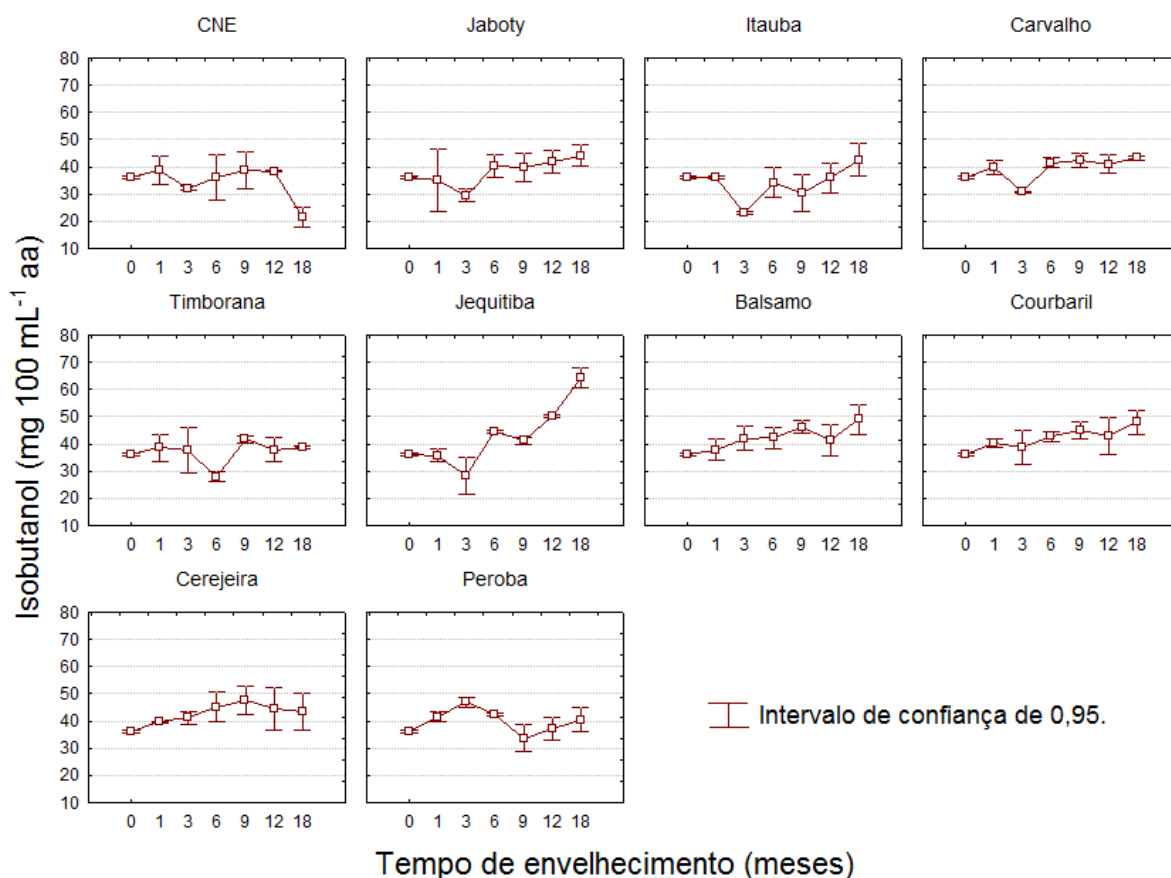 CNE Jaboty Itauba Carvalho
80
70
60
50
40
30
20
10
0 1 3 6 9 12 18 0 1 3 6 9 12 18 0 1 3 6 9 12 18 0 1 3 6 9 12 18
Timborana Jequitiba Balsamo Courbaril
80
70
60
50
40
30
20
10
0 1 3 6 9 12 18 0 1 3 6 9 12 18 0 1 3 6 9 12 18 0 1 3 6 9 12 18
Cerejeira Peroba
80
70
60
50
40
30
20
10
0 1 3 6 9 12 18 0 1 3 6 9 12 18
Isobutanol (mg 100 mL⁻¹ aa)
Intervalo de confiança de 0,95.
Tempo de envelhecimento (meses)